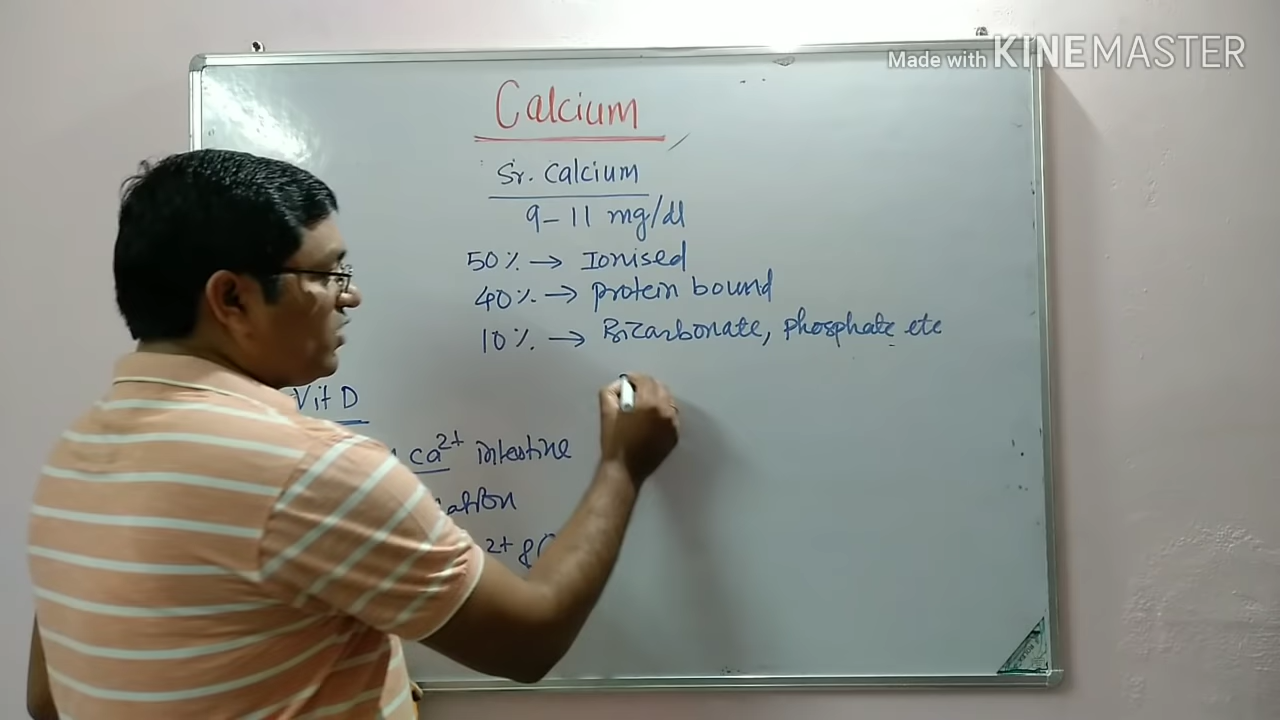 Made with KINEMASTER
Calcium
Sr. Calcium
9-11 mg/dl
50% → Ionised
40% → protein bound
10% → Bicarbonate, phosphate etc
Vit D
ca²⁺ intestine
2+ &